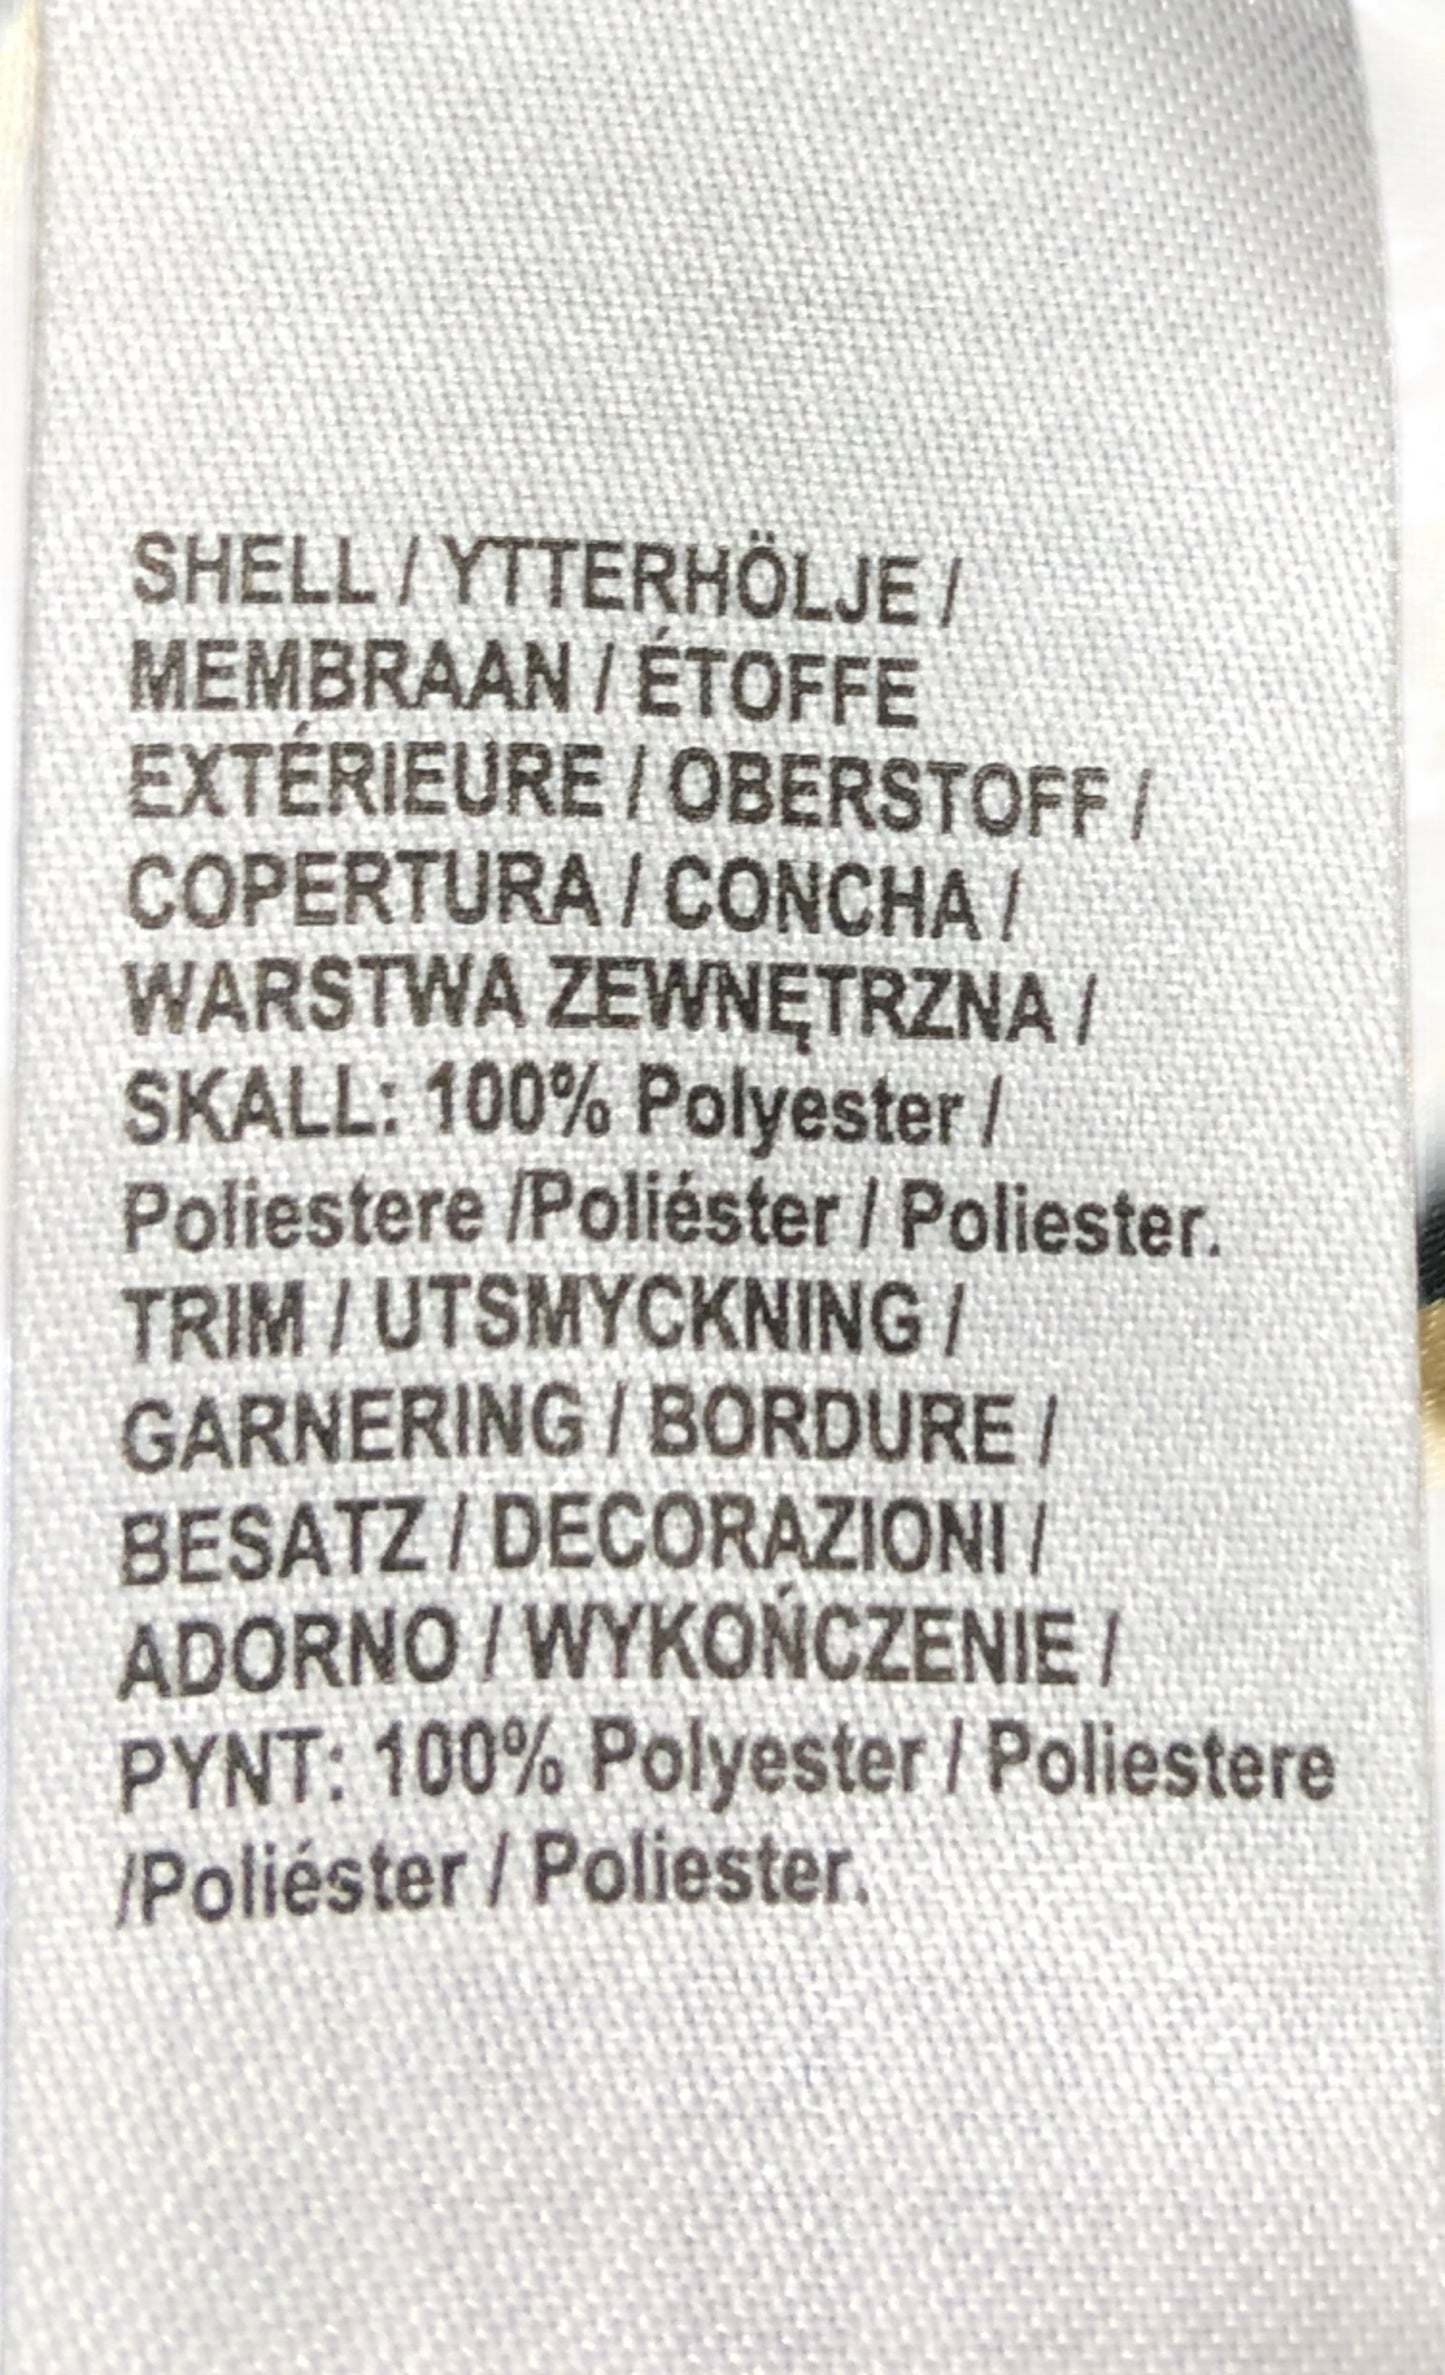 SHELL / YTTERHÖLJE /
MEMBRAAN / ÉTOFFE
EXTÉRIEURE / OBERSTOFF /
COPERTURA / CONCHA /
WARSTWA ZEWNĘTRZNA /
SKALL: 100% Polyester /
Poliestere /Poliéster / Poliester.
TRIM / UTSMYCKNING /
GARNERING / BORDURE /
BESATZ / DECORAZIONI /
ADORNO / WYKOŃCZENIE /
PYNT: 100% Polyester / Poliestere
/Poliéster / Poliester.